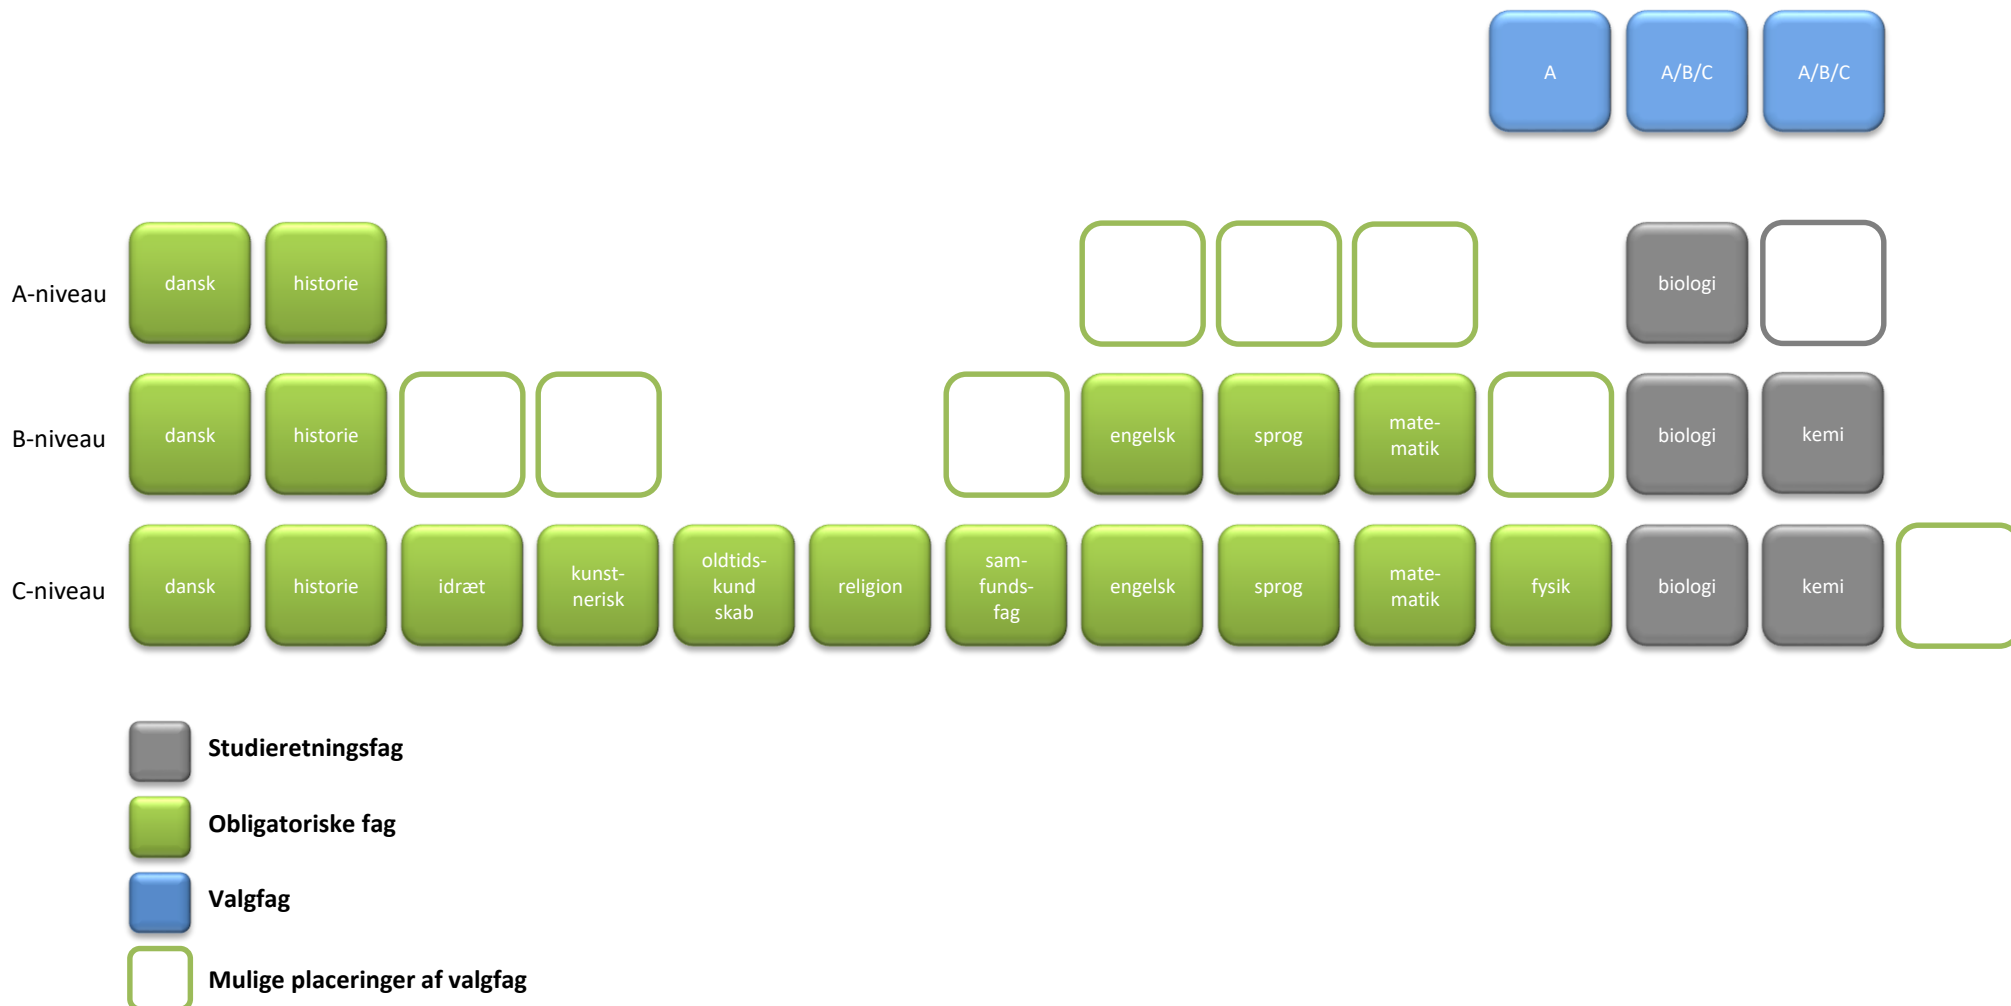 A
A/B/C
A/B/C
A-niveau
dansk
historie
biologi
B-niveau
dansk
historie
engelsk
sprog
mate-
matik
biologi
kemi
C-niveau
dansk
historie
idræt
kunst-
nerisk
oldtids-
kund
skab
religion
sam-
funds-
fag
engelsk
sprog
mate-
matik
fysik
biologi
kemi
Studieretningsfag
Obligatoriske fag
Valgfag
Mulige placeringer af valgfag